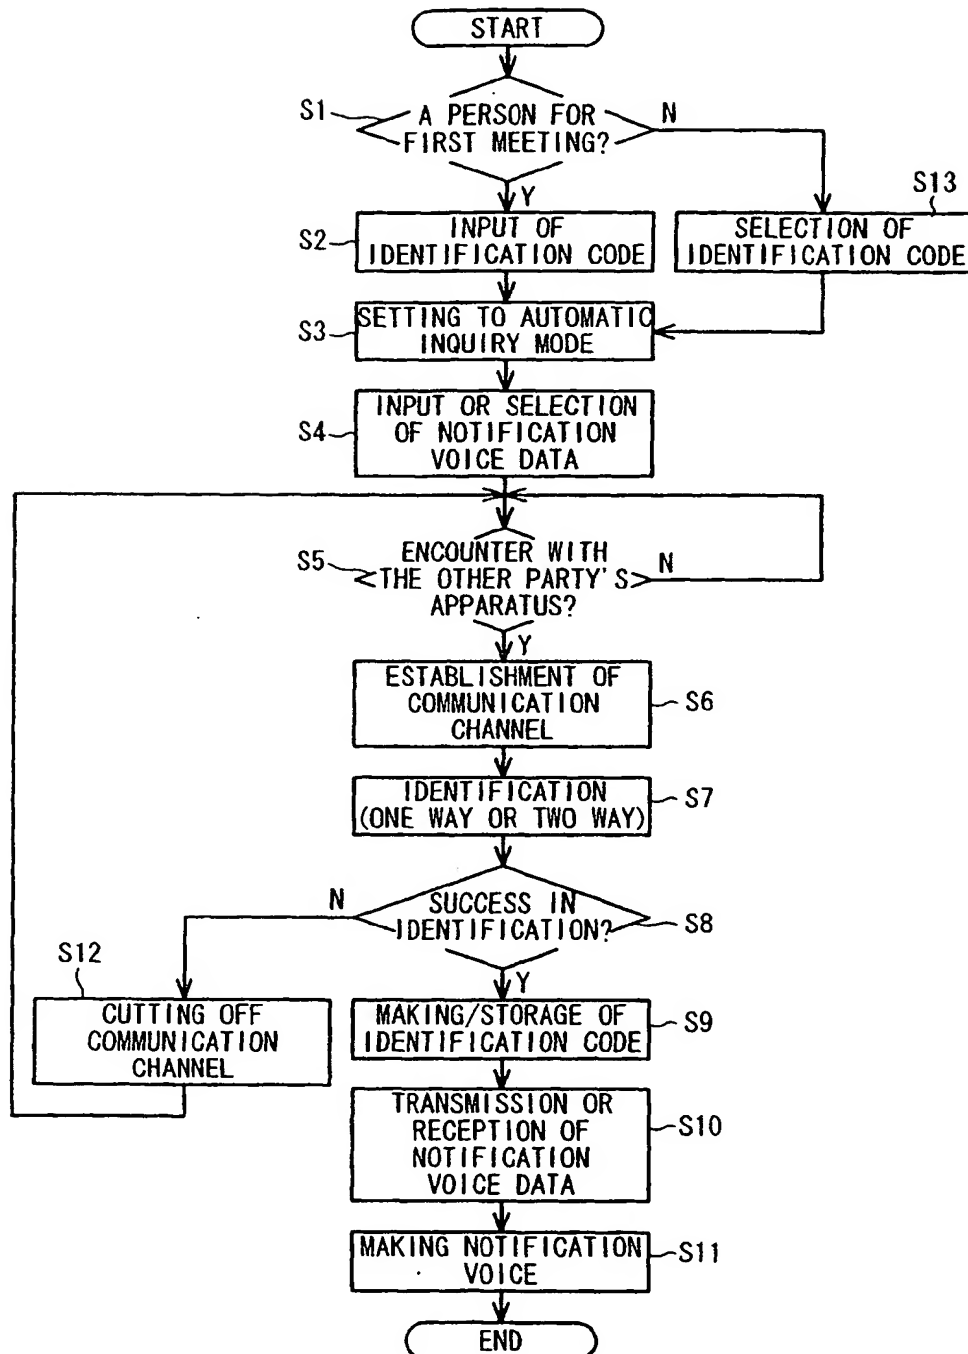 START
S1
A PERSON FOR
FIRST MEETING?
N
Y
S13
S2
INPUT OF
IDENTIFICATION CODE
SELECTION OF
IDENTIFICATION CODE
S3
SETTING TO AUTOMATIC
INQUIRY MODE
S4
INPUT OR SELECTION
OF NOTIFICATION
VOICE DATA
S5
ENCOUNTER WITH
THE OTHER PARTY'S
APPARATUS?
N
Y
ESTABLISHMENT OF
COMMUNICATION
CHANNEL
S6
IDENTIFICATION
(ONE WAY OR TWO WAY)
S7
N
SUCCESS IN
IDENTIFICATION?
S8
Y
S12
CUTTING OFF
COMMUNICATION
CHANNEL
MAKING/STORAGE OF
IDENTIFICATION CODE
S9
TRANSMISSION OR
RECEPTION OF
NOTIFICATION
VOICE DATA
S10
MAKING NOTIFICATION
VOICE
S11
END